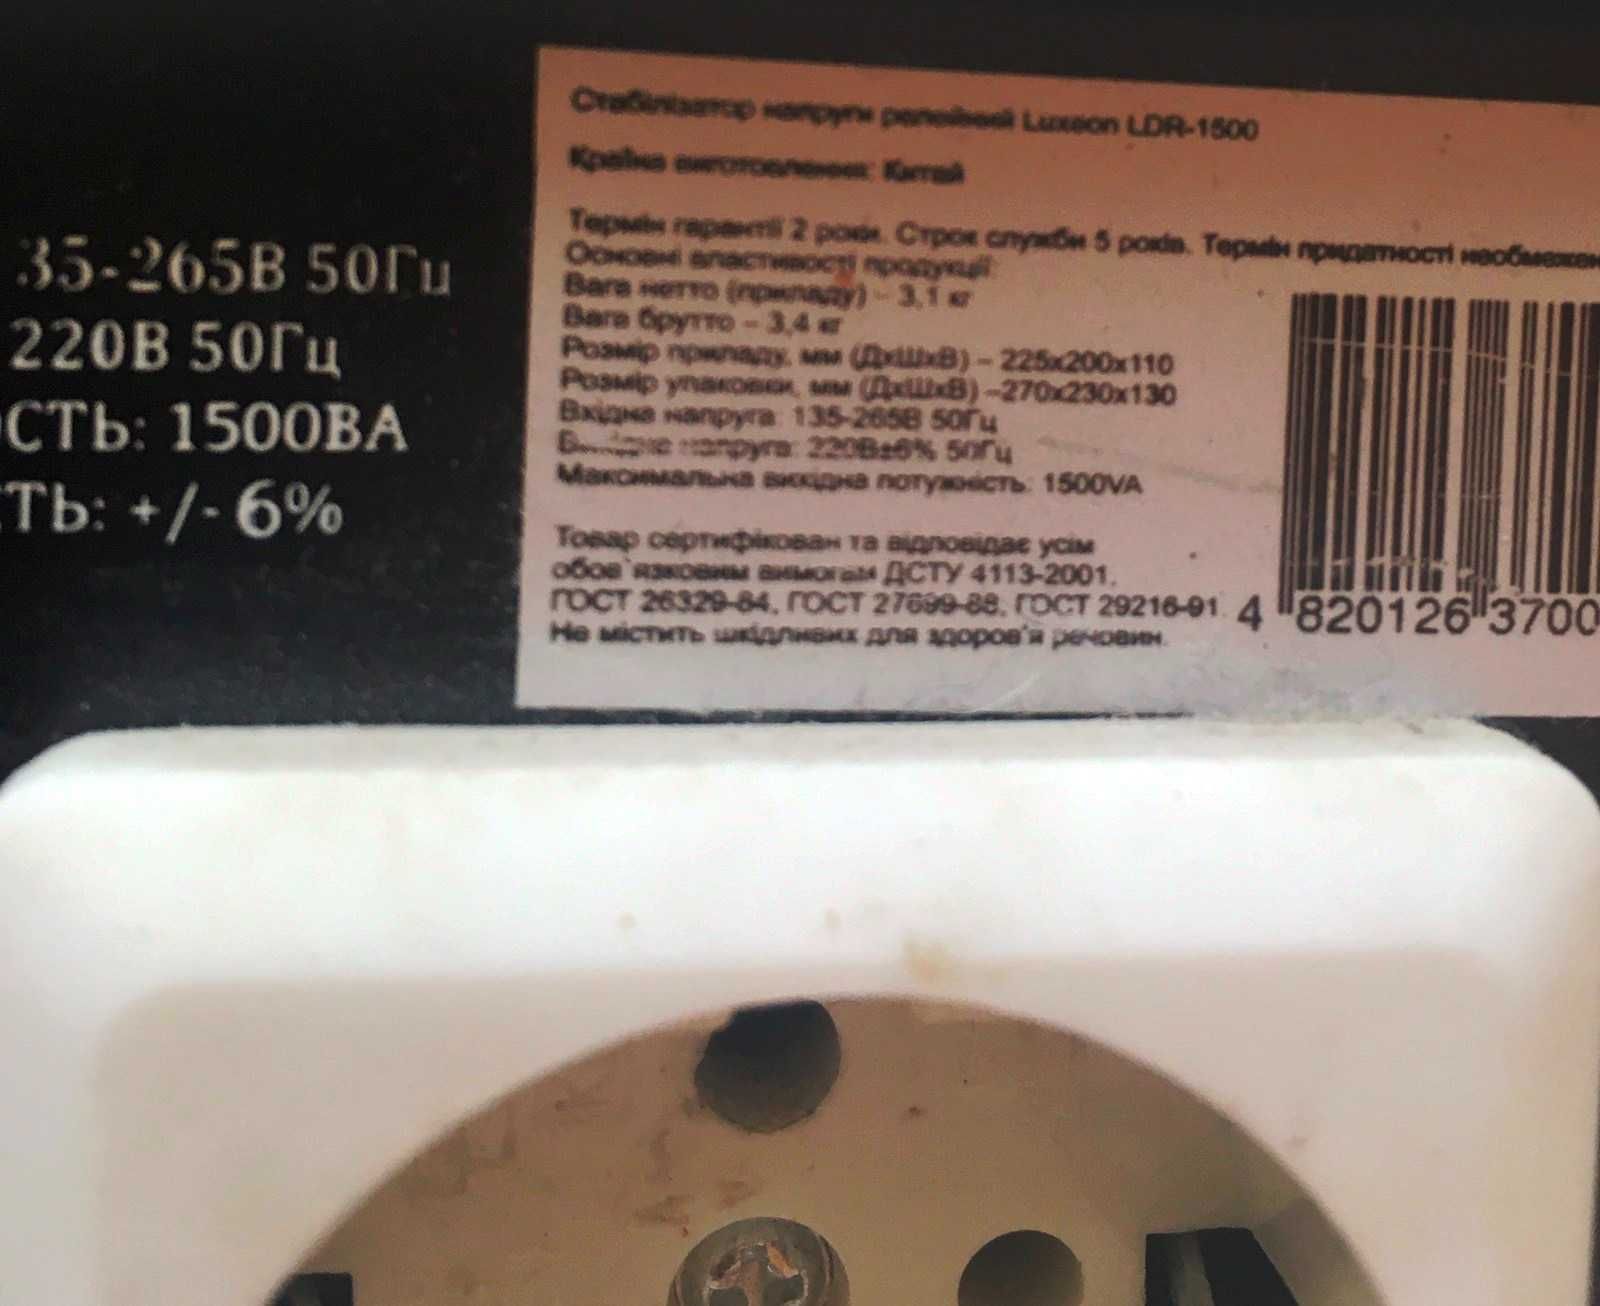 35-265В 50Гц
220В 50Гц
ОСТЬ: 1500ВА
СТЬ: +/- 6%
Стабілізатор напруги релейний Luxeon LDR-1500
Країна виготовлення: Китай
Термін гарантії 2 роки. Строк служби 5 років. Термін придатності необмежен
Основні властивості продукції:
Вага нетто (прикладу) - 3,1 кг
Вага брутто – 3,4 кг
Розмір прикладу, мм (ДхШхВ) – 225х200х110
Розмір упаковки, мм (ДхШхВ) –270х230х130
Вхідна напруга: 135-265В 50Гц
напруга: 220В±6% 50Гц
Максимальна вихідна потужність: 1500VA
Товар сертифікован та відповідає усім
обов`язковим вимогам ДСТУ 4113-2001,
ГОСТ 26329-84, ГОСТ 27699-88, ГОСТ 29216-91.
Не містить шкідливих для здоров'я речовин.
4 820126 3700